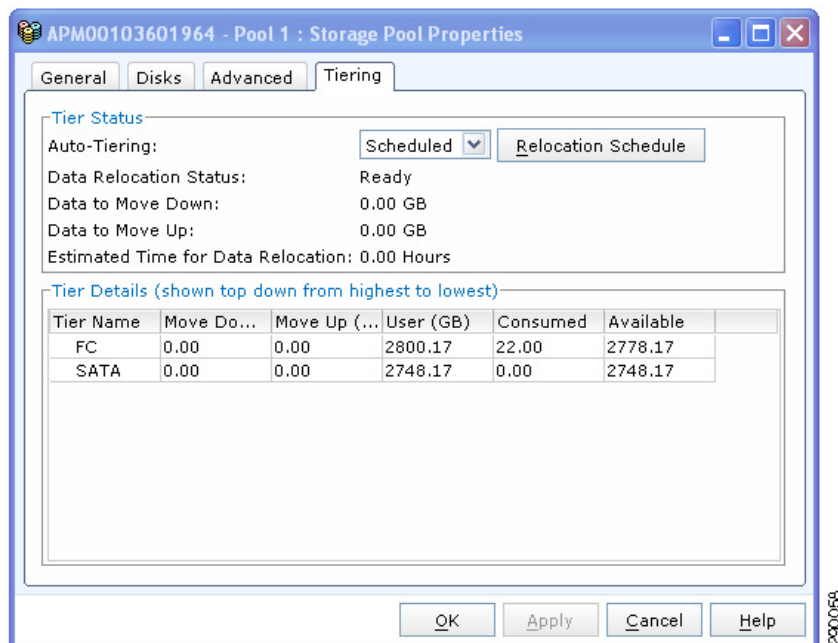 APM00103601964 - Pool 1 : Storage Pool Properties
General Disks Advanced Tiering
Tier Status
Auto-Tiering: Scheduled Relocation Schedule
Data Relocation Status: Ready
Data to Move Down: 0.00 GB
Data to Move Up: 0.00 GB
Estimated Time for Data Relocation: 0.00 Hours
Tier Details (shown top down from highest to lowest)
Tier Name Move Do... Move Up (... User (GB) Consumed Available
FC 0.00 0.00 2800.17 22.00 2778.17
SATA 0.00 0.00 2748.17 0.00 2748.17
OK Apply Cancel Help